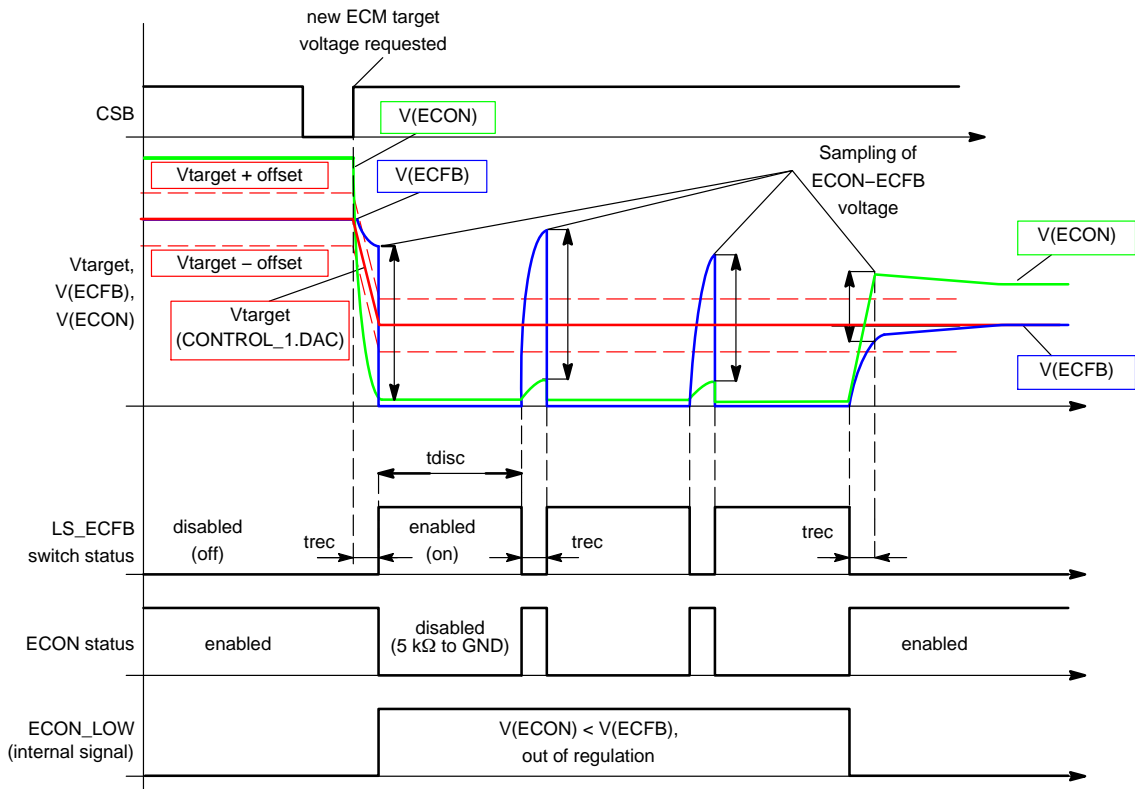 new ECM target
voltage requested
CSB
V(ECON)
Vtarget + offset
V(ECFB)
Sampling of
ECON–ECFB
voltage
V(ECON)
Vtarget – offset
Vtarget,
V(ECFB),
V(ECON)
Vtarget
(CONTROL_1.DAC)
V(ECFB)
tdisc
LS_ECFB
switch status
disabled
(off)
trec
enabled
(on)
trec
trec
ECON status
enabled
disabled
(5 kΩ to GND)
enabled
ECON_LOW
(internal signal)
V(ECON) < V(ECFB),
out of regulation